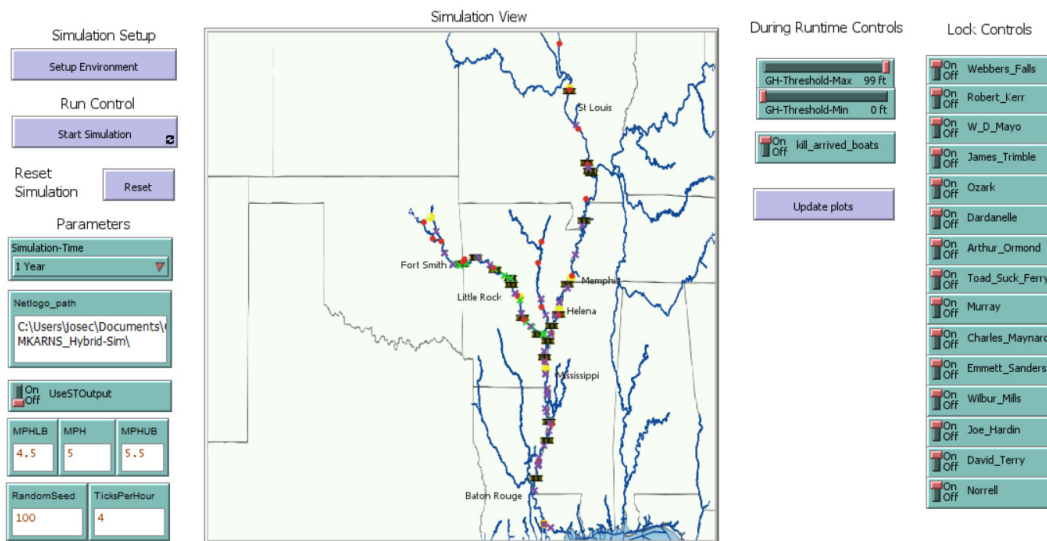 Simulation Setup
Setup Environment
Run Control
Start Simulation
Reset
Simulation
Reset
Parameters
Simulation-Time
1 Year
Netlogo_path
C:\Users\josec\Documents\
MKARNS_Hybrid-Sim\
On
Off
UseSTOutput
MPHLB
4.5
MPH
5
MPHUB
5.5
RandomSeed
100
TicksPerHour
4
Simulation View
St Louis
Fort Smith
Memphis
Little Rock
Helena
Mississippi
Baton Rouge
During Runtime Controls
GH-Threshold-Max 99 ft
GH-Threshold-Min 0 ft
On
Off
kill_arrived_boats
Update plots
Lock Controls
On
Off
Webbers_Falls
On
Off
Robert_Kerr
On
Off
W_D_Mayo
On
Off
James_Trimble
On
Off
Ozark
On
Off
Dardanelle
On
Off
Arthur_Ormond
On
Off
Toad_Suck_Ferry
On
Off
Murray
On
Off
Charles_Maynard
On
Off
Emmett_Sanders
On
Off
Wilbur_Mills
On
Off
Joe_Hardin
On
Off
David_Terry
On
Off
Norrell